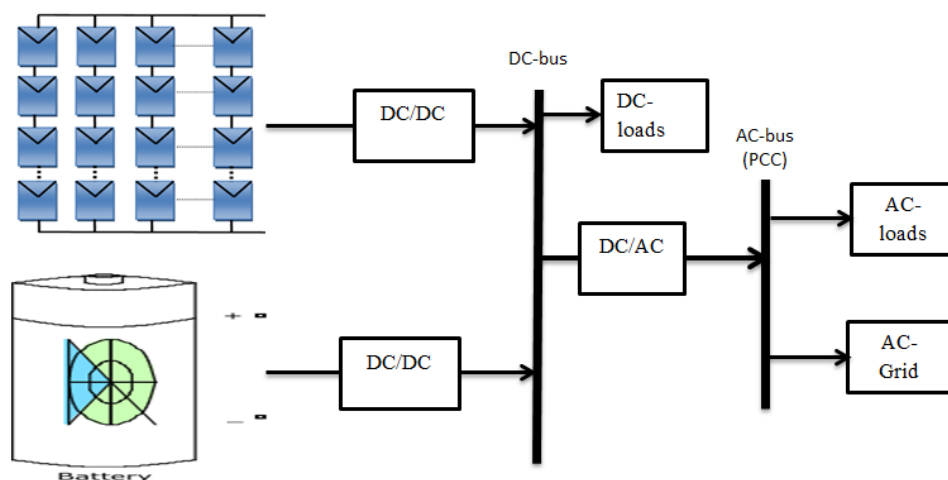 DC-bus
DC/DC
DC-
loads
AC-bus
(PCC)
DC/AC
AC-
loads
+
DC/DC
AC-
Grid
–
Battery